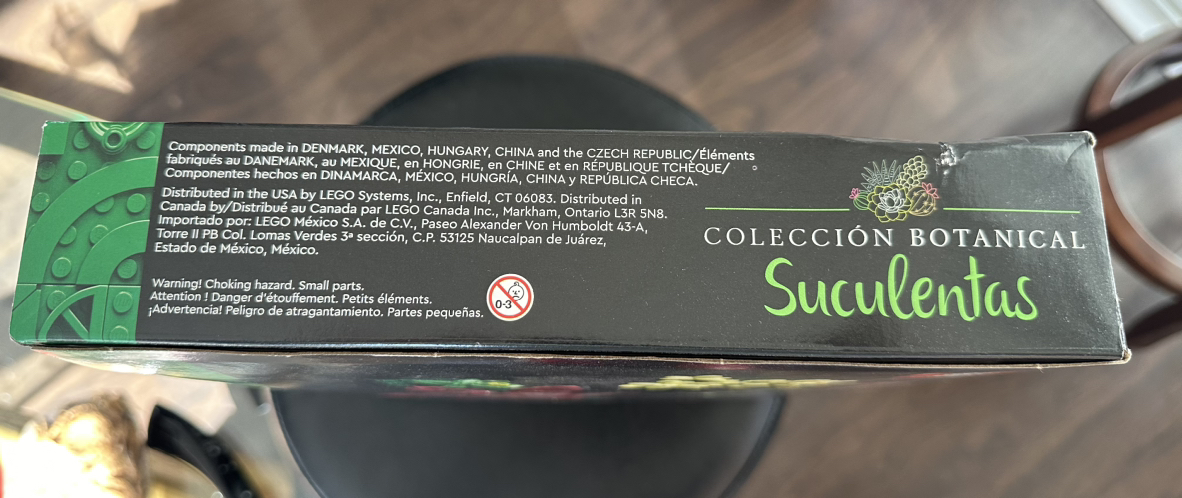 Components made in DENMARK, MEXICO, HUNGARY, CHINA and the CZECH REPUBLIC/Éléments
fabriqués au DANEMARK, au MEXIQUE, en HONGRIE, en CHINE et en RÉPUBLIQUE TCHÈQUE/
Componentes hechos en DINAMARCA, MÉXICO, HUNGRÍA, CHINA y REPÚBLICA CHECA.
Distributed in the USA by LEGO Systems, Inc., Enfield, CT 06083. Distributed in
Canada by/Distribué au Canada par LEGO Canada Inc., Markham, Ontario L3R 5N8.
Importado por: LEGO México S.A. de C.V., Paseo Alexander Von Humboldt 43-A,
Torre II PB Col. Lomas Verdes 3ª sección, C.P. 53125 Naucalpan de Juárez,
Estado de México, México.
Warning! Choking hazard. Small parts.
Attention ! Danger d'étouffement. Petits éléments.
¡Advertencia! Peligro de atragantamiento. Partes pequeñas.
0-3
COLECCIÓN BOTANICAL
Suculentas